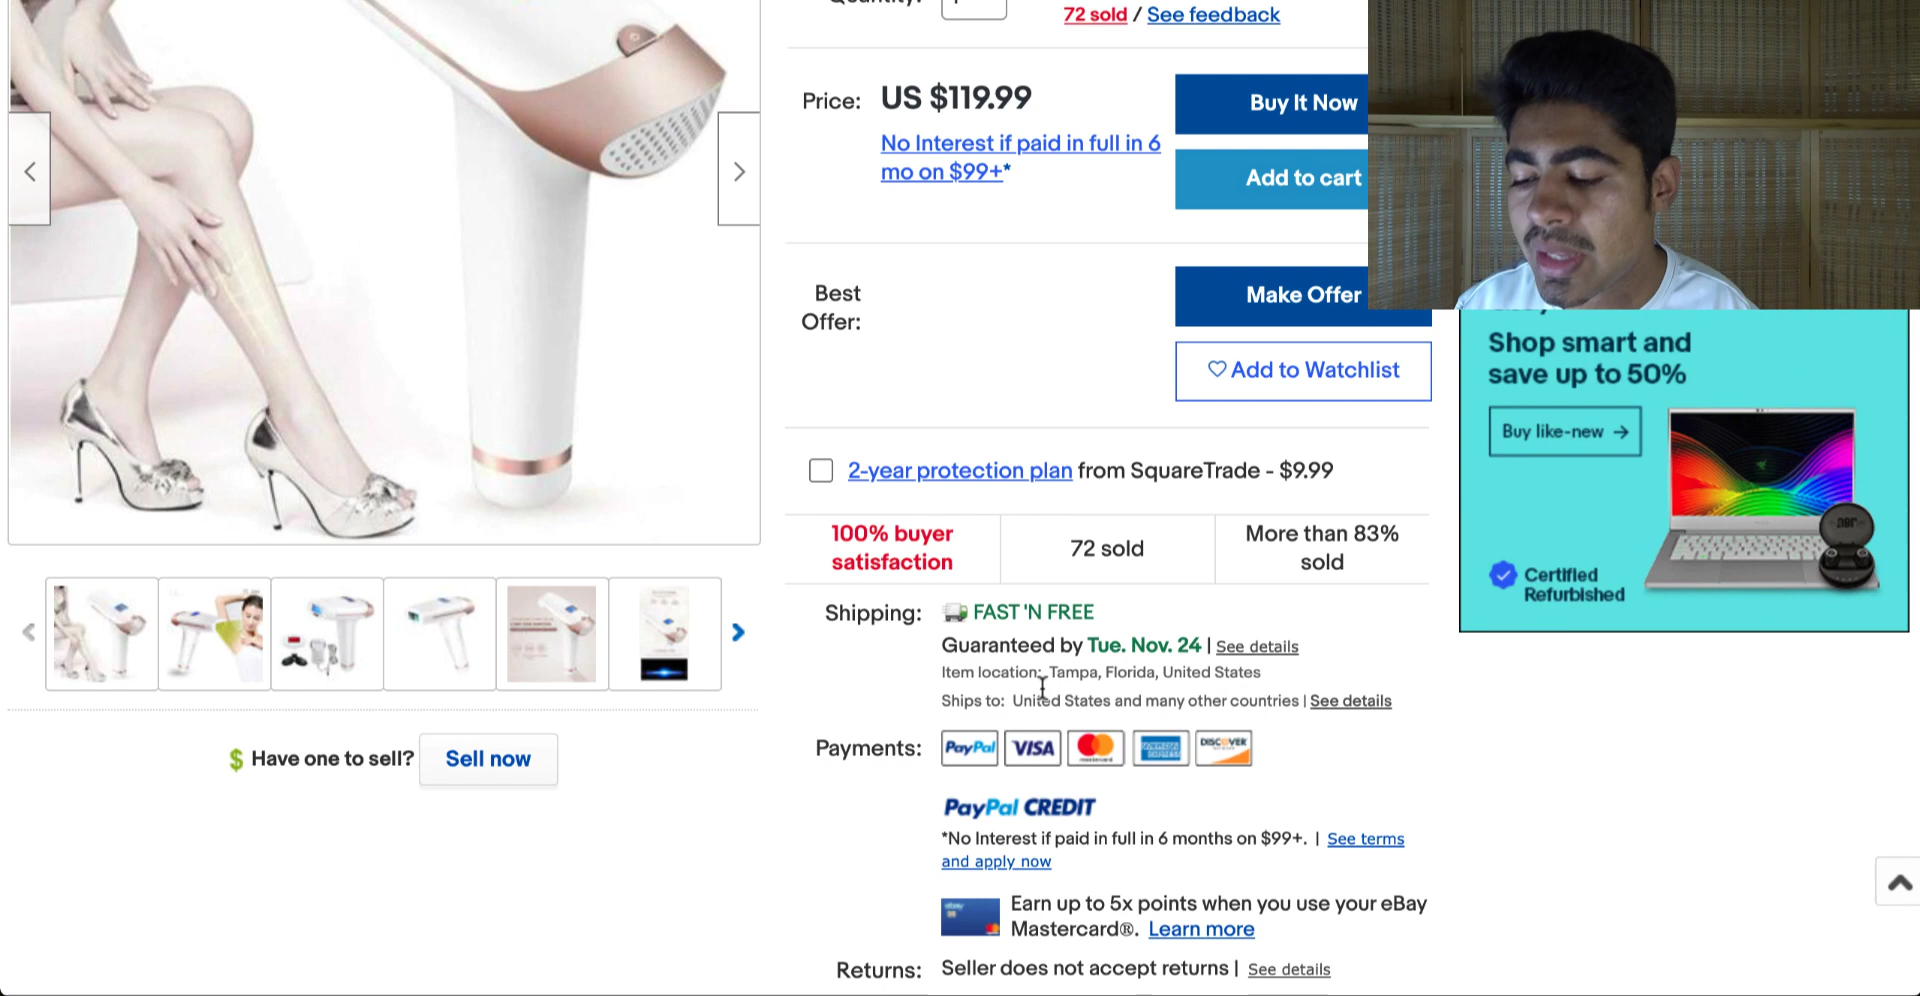 72 sold / See feedback
Price: US $119.99
No Interest if paid in full in 6
mo on $99+*
Buy It Now
Add to cart
Best
Offer:
Make Offer
Add to Watchlist
2-year protection plan from SquareTrade - $9.99
100% buyer
satisfaction
72 sold
More than 83%
sold
Shipping: FAST 'N FREE
Guaranteed by Tue. Nov. 24 | See details
Item location: Tampa, Florida, United States
Ships to: United States and many other countries | See details
Payments: PayPal VISA mastercard AMERICAN EXPRESS DISCOVER
PayPal CREDIT
*No Interest if paid in full in 6 months on $99+. | See terms
and apply now
ebay
Earn up to 5x points when you use your eBay
Mastercard®. Learn more
Returns: Seller does not accept returns | See details
$ Have one to sell? Sell now
Shop smart and
save up to 50%
Buy like-new →
JBL
Certified
Refurbished